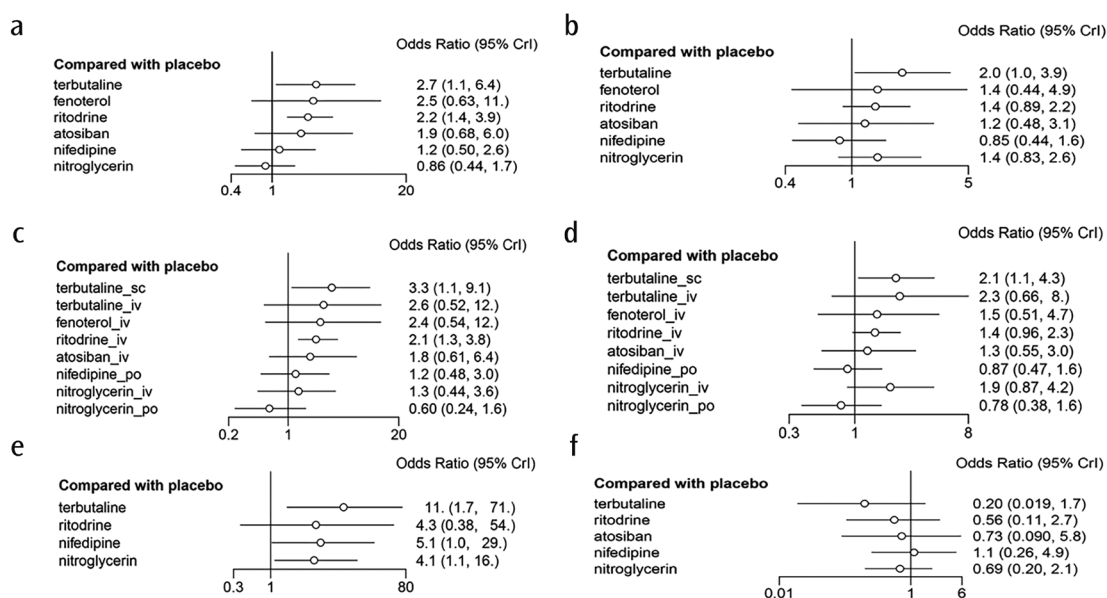 a
Odds Ratio (95% CrI)
Compared with placebo
terbutaline 2.7 (1.1, 6.4)
fenoterol 2.5 (0.63, 11.)
ritodrine 2.2 (1.4, 3.9)
atosiban 1.9 (0.68, 6.0)
nifedipine 1.2 (0.50, 2.6)
nitroglycerin 0.86 (0.44, 1.7)
0.4 1 20
b
Odds Ratio (95% CrI)
Compared with placebo
terbutaline 2.0 (1.0, 3.9)
fenoterol 1.4 (0.44, 4.9)
ritodrine 1.4 (0.89, 2.2)
atosiban 1.2 (0.48, 3.1)
nifedipine 0.85 (0.44, 1.6)
nitroglycerin 1.4 (0.83, 2.6)
0.4 1 5
c
Odds Ratio (95% CrI)
Compared with placebo
terbutaline_sc 3.3 (1.1, 9.1)
terbutaline_iv 2.6 (0.52, 12.)
fenoterol_iv 2.4 (0.54, 12.)
ritodrine_iv 2.1 (1.3, 3.8)
atosiban_iv 1.8 (0.61, 6.4)
nifedipine_po 1.2 (0.48, 3.0)
nitroglycerin_iv 1.3 (0.44, 3.6)
nitroglycerin_po 0.60 (0.24, 1.6)
0.2 1 20
d
Odds Ratio (95% CrI)
Compared with placebo
terbutaline_sc 2.1 (1.1, 4.3)
terbutaline_iv 2.3 (0.66, 8.)
fenoterol_iv 1.5 (0.51, 4.7)
ritodrine_iv 1.4 (0.96, 2.3)
atosiban_iv 1.3 (0.55, 3.0)
nifedipine_po 0.87 (0.47, 1.6)
nitroglycerin_iv 1.9 (0.87, 4.2)
nitroglycerin_po 0.78 (0.38, 1.6)
0.3 1 8
e
Odds Ratio (95% CrI)
Compared with placebo
terbutaline 11. (1.7, 71.)
ritodrine 4.3 (0.38, 54.)
nifedipine 5.1 (1.0, 29.)
nitroglycerin 4.1 (1.1, 16.)
0.3 1 80
f
Odds Ratio (95% CrI)
Compared with placebo
terbutaline 0.20 (0.019, 1.7)
ritodrine 0.56 (0.11, 2.7)
atosiban 0.73 (0.090, 5.8)
nifedipine 1.1 (0.26, 4.9)
nitroglycerin 0.69 (0.20, 2.1)
0.01 1 6